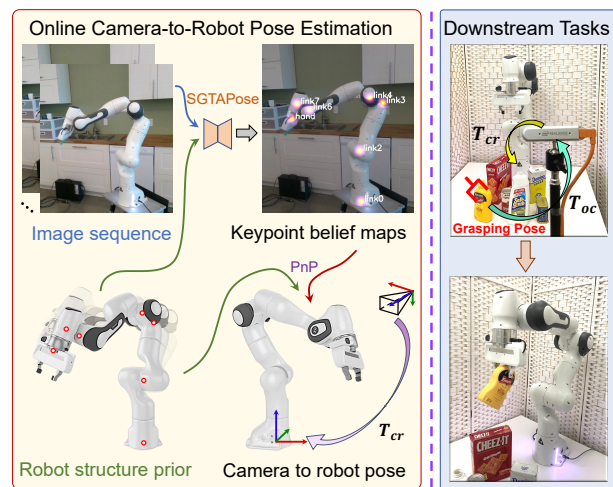 Online Camera-to-Robot Pose Estimation
SGTAPose
link7
link6
hand
link4
link3
link2
link0
...
Image sequence
Keypoint belief maps
PnP
Robot structure prior
Camera to robot pose
T_cr
Downstream Tasks
T_cr
T_oc
Grasping Pose
CHEEZ-IT